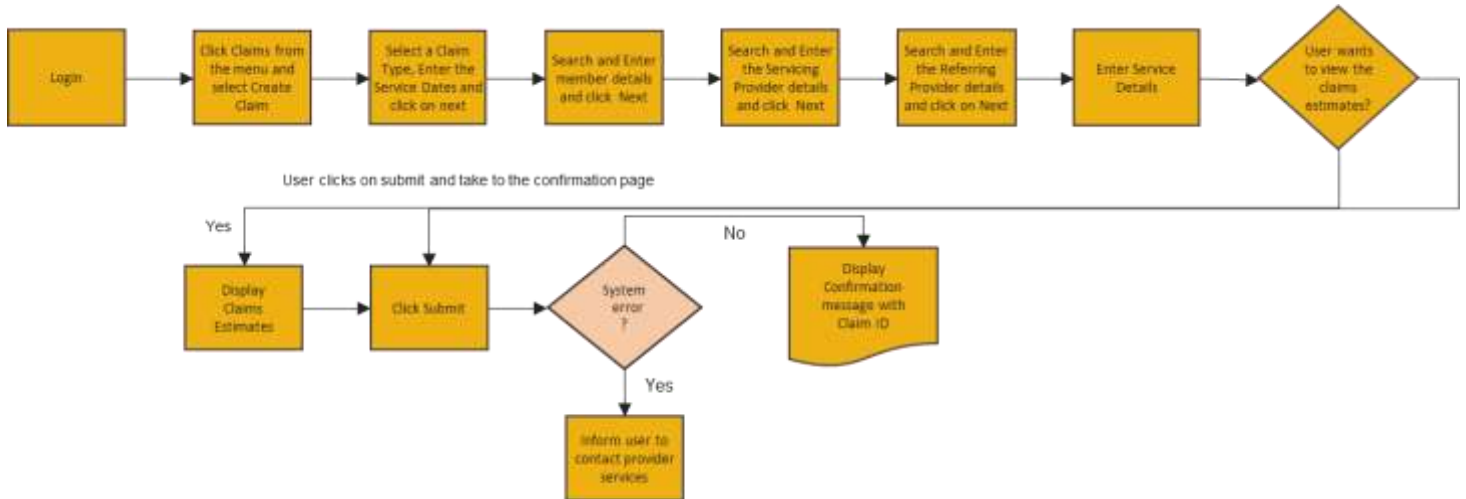 Login
Click Claims from
the menu and
select Create
Claim
Select a Claim
Type, Enter the
Service Dates and
click on next
Search and Enter
member details
and click Next
Search and Enter
the Servicing
Provider details
and click Next
Search and Enter
the Referring
Provider details
and click on Next
Enter Service
Details
User wants
to view the
claims
estimates?
User clicks on submit and take to the confirmation page
Yes
No
Display
Claims
Estimates
Click Submit
System
error
?
Display
Confirmation
message with
Claim ID
Yes
Inform user to
contact provider
services